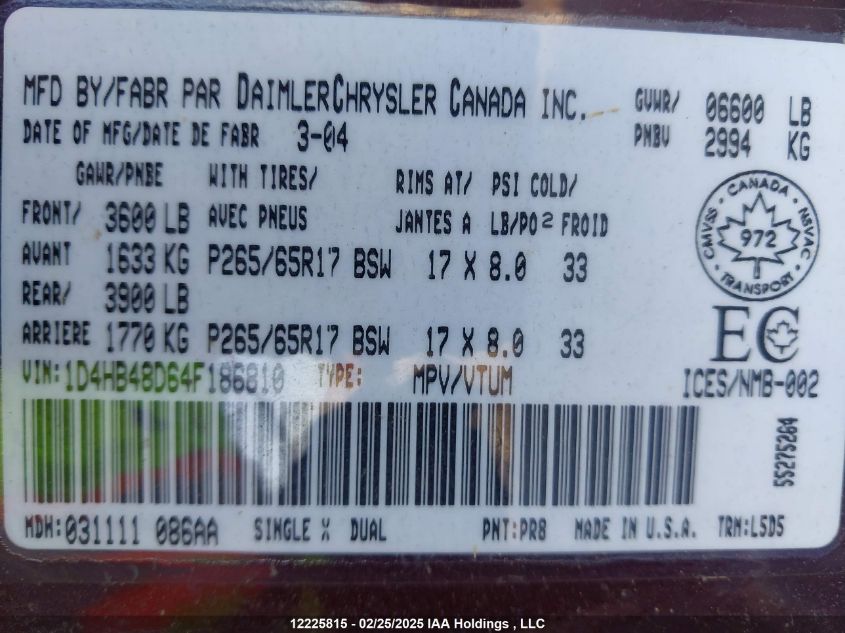 MFD BY/FABR PAR DAIMLERCHRYSLER CANADA INC. GVWR/ 06600 LB
DATE OF MFG/DATE DE FABR 3-04 PNBV 2994 KG
GAWR/PNBE WITH TIRES/ RIMS AT/ PSI COLD/
FRONT/ 3600 LB AVEC PNEUS JANTES A LB/PO² FROID
AVANT 1633 KG P265/65R17 BSW 17 X 8.0 33
REAR/ 3900 LB
ARRIERE 1770 KG P265/65R17 BSW 17 X 8.0 33
VIN: 1D4HB48D64F186810 TYPE: MPV/VTUM
CANADA
CMVSS NSVAC
972
TRANSPORT
EC
ICES/NMB-002
55275264
MDH: 031111 086AA SINGLE X DUAL PNT: PR8 MADE IN U.S.A. TRM: L5D5
12225815 - 02/25/2025 IAA Holdings , LLC